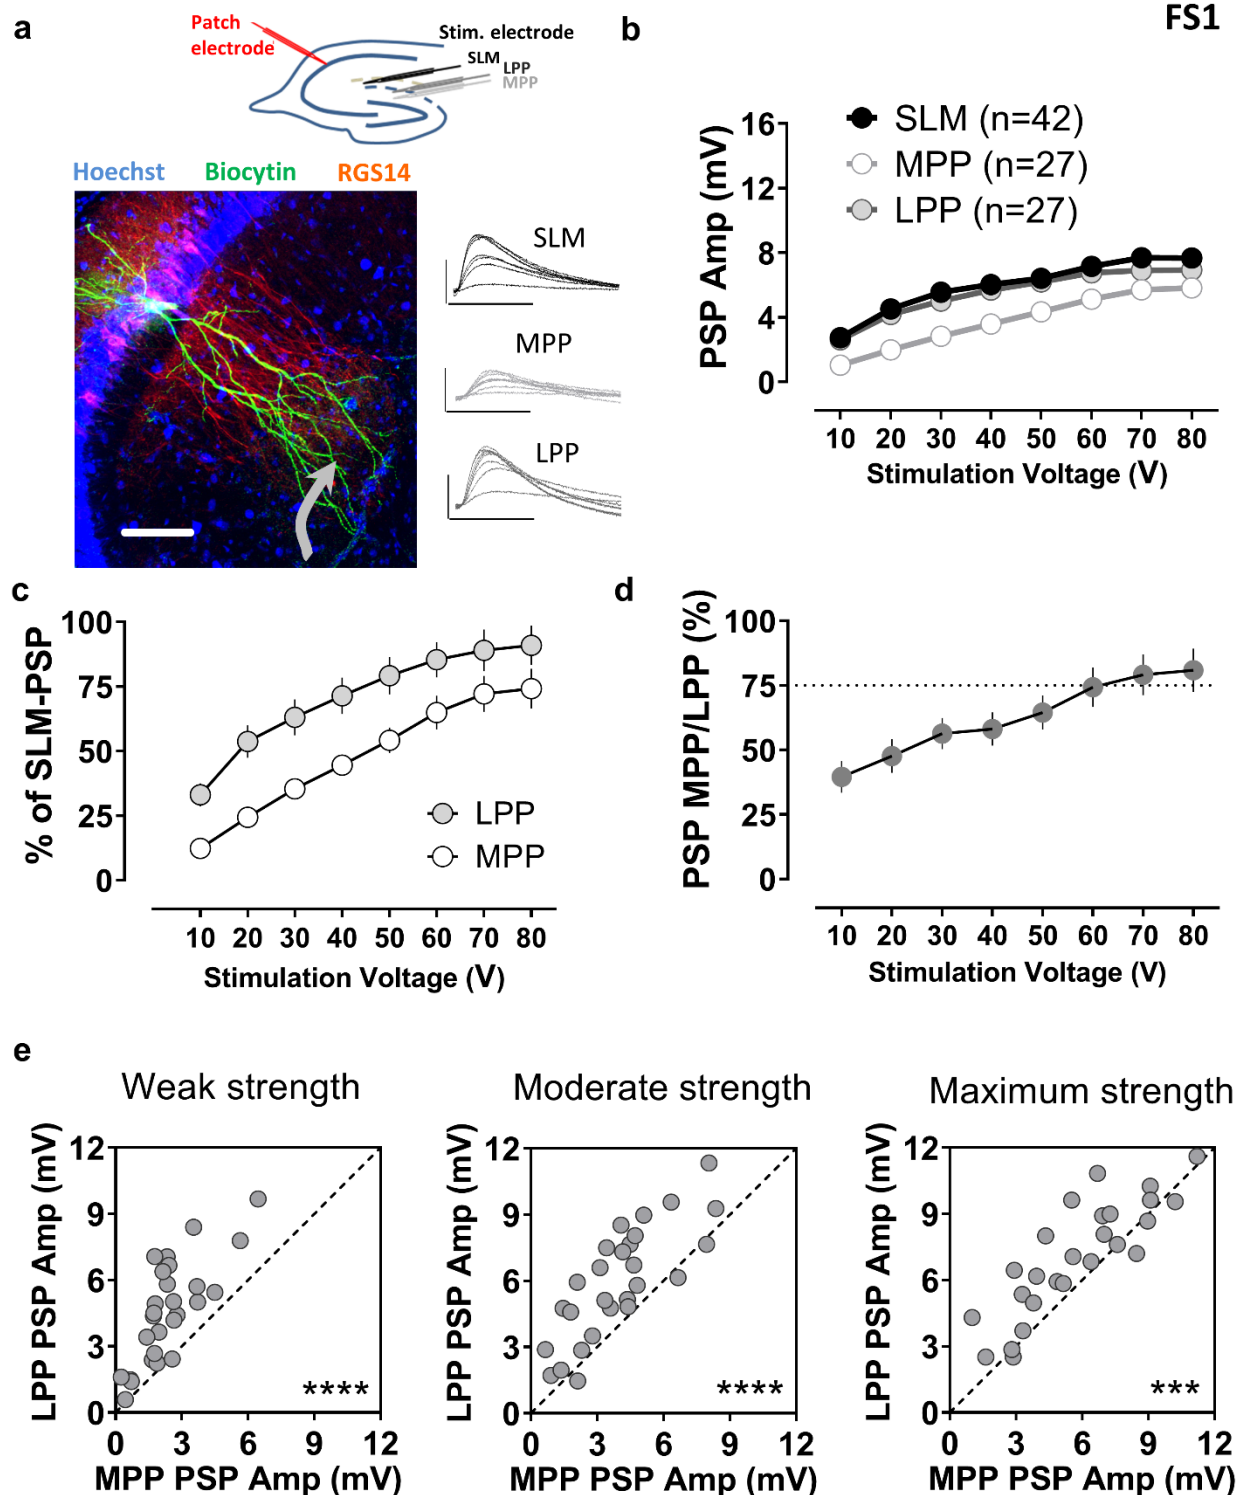 FS1
a
Patch
electrode
Stim. electrode
SLM
LPP
MPP
Hoechst Biocytin RGS14
SLM
MPP
LPP
b
PSP Amp (mV)
16
12
8
4
0
SLM (n=42)
MPP (n=27)
LPP (n=27)
10 20 30 40 50 60 70 80
Stimulation Voltage (V)
c
% of SLM-PSP
100
75
50
25
0
LPP
MPP
10 20 30 40 50 60 70 80
Stimulation Voltage (V)
d
PSP MPP/LPP (%)
100
75
50
25
0
10 20 30 40 50 60 70 80
Stimulation Voltage (V)
e
Weak strength
LPP PSP Amp (mV)
12
9
6
3
0
****
0 3 6 9 12
MPP PSP Amp (mV)
Moderate strength
LPP PSP Amp (mV)
12
9
6
3
0
****
0 3 6 9 12
MPP PSP Amp (mV)
Maximum strength
LPP PSP Amp (mV)
12
9
6
3
0
***
0 3 6 9 12
MPP PSP Amp (mV)